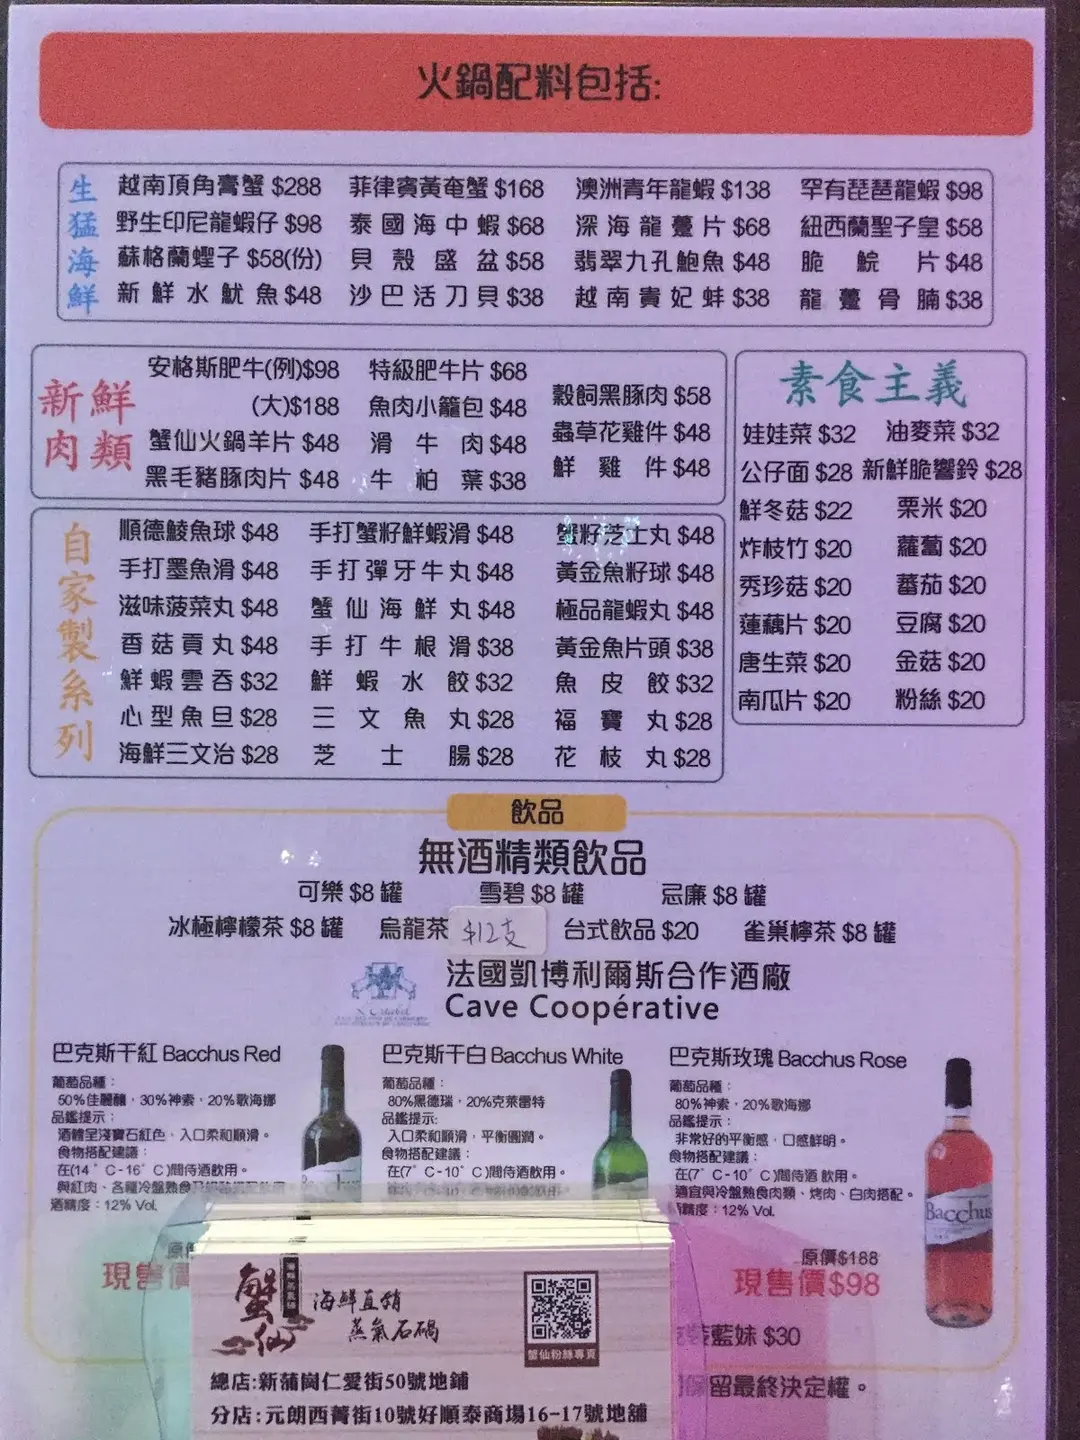 火鍋配料包括:
生猛海鮮
越南頂角膏蟹 $288 菲律賓黃奄蟹 $168 澳洲青年龍蝦 $138 罕有琵琶龍蝦 $98
野生印尼龍蝦仔 $98 泰國海中蝦 $68 深海龍躉片 $68 紐西蘭聖子皇 $58
蘇格蘭蟶子 $58(份) 貝殼盛盆 $58 翡翠九孔鮑魚 $48 脆鯇片 $48
新鮮水魷魚 $48 沙巴活刀貝 $38 越南貴妃蚌 $38 龍躉骨腩 $38
新鮮肉類
安格斯肥牛(例)$98 特級肥牛片 $68
(大)$188 魚肉小籠包 $48 穀飼黑豚肉 $58
蟹仙火鍋羊片 $48 滑牛肉 $48 蟲草花雞件 $48
黑毛豬豚肉片 $48 牛柏葉 $38 鮮雞件 $48
素食主義
娃娃菜 $32 油麥菜 $32
公仔面 $28 新鮮脆響鈴 $28
鮮冬菇 $22 栗米 $20
炸枝竹 $20 蘿蔔 $20
秀珍菇 $20 蕃茄 $20
蓮藕片 $20 豆腐 $20
唐生菜 $20 金菇 $20
南瓜片 $20 粉絲 $20
自家製系列
順德鯪魚球 $48 手打蟹籽鮮蝦滑 $48 蟹籽芝士丸 $48
手打墨魚滑 $48 手打彈牙牛丸 $48 黃金魚籽球 $48
滋味菠菜丸 $48 蟹仙海鮮丸 $48 極品龍蝦丸 $48
香菇貢丸 $48 手打牛根滑 $38 黃金魚片頭 $38
鮮蝦雲吞 $32 鮮蝦水餃 $32 魚皮餃 $32
心型魚旦 $28 三文魚丸 $28 福寶丸 $28
海鮮三文治 $28 芝士腸 $28 花枝丸 $28
飲品
無酒精類飲品
可樂 $8 罐 雪碧 $8 罐 忌廉 $8 罐
冰極檸檬茶 $8 罐 烏龍茶 $12支 台式飲品 $20 雀巢檸茶 $8 罐
法國凱博利爾斯合作酒廠
Cave Coopérative
巴克斯干紅 Bacchus Red
葡萄品種：
50%佳麗釀，30%神索，20%歌海娜
品鑑提示：
酒體呈淺寶石紅色、入口柔和順滑。
食物搭配建議：
在(14°C-16°C)間侍酒飲用。
與紅肉、各種冷盤熟食
酒精度：12% Vol.
現售價
巴克斯干白 Bacchus White
葡萄品種：
80%黑德瑞，20%克萊雷特
品鑑提示:
入口柔和順滑，平衡圓潤。
食物搭配建議：
在(7°C-10°C)間侍酒飲用。
巴克斯玫瑰 Bacchus Rose
葡萄品種：
80%神索，20%歌海娜
品鑑提示：
非常好的平衡感，口感鮮明。
食物搭配建議：
在(7°C-10°C)間侍酒飲用。
適宜與冷盤熟食肉類、烤肉、白肉搭配。
酒精度：12% Vol.
原價$188
現售價$98
Bacchus
藍妹 $30
保留最終決定權。
蟹仙
海鮮直銷
蒸氣石鍋
蟹仙粉絲專頁
總店:新蒲崗仁愛街50號地鋪
分店:元朗西菁街10號好順泰商場16-17號地舖